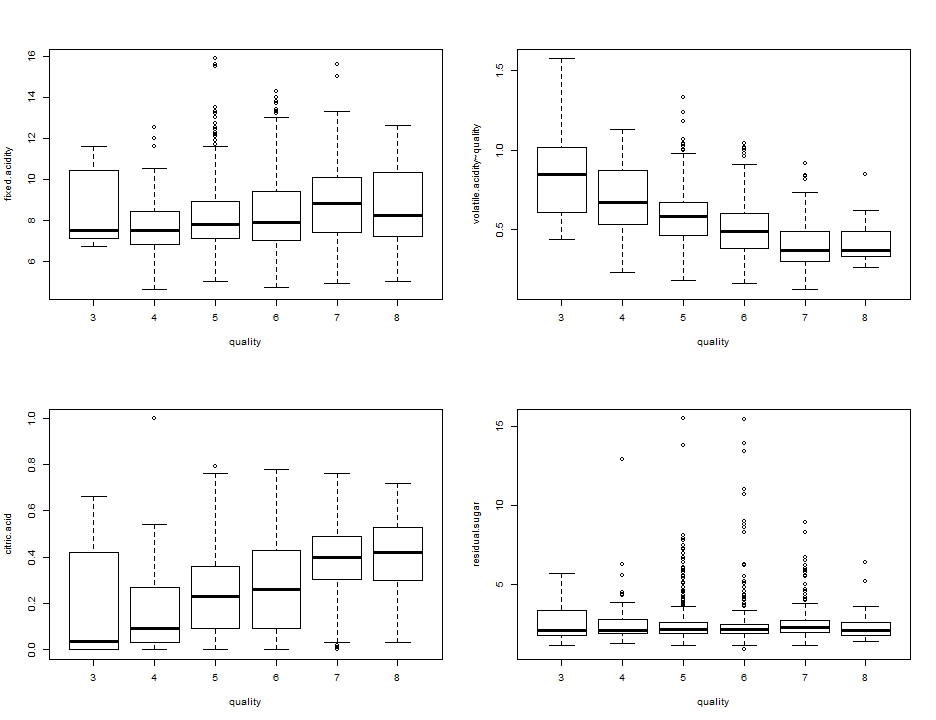 fixed.acidity
16
14
12
10
8
6
3 4 5 6 7 8
quality
volatile.acidity~quality
1.5
1.0
0.5
3 4 5 6 7 8
quality
citric.acid
1.0
0.8
0.6
0.4
0.2
0.0
3 4 5 6 7 8
quality
residual.sugar
15
10
5
3 4 5 6 7 8
quality